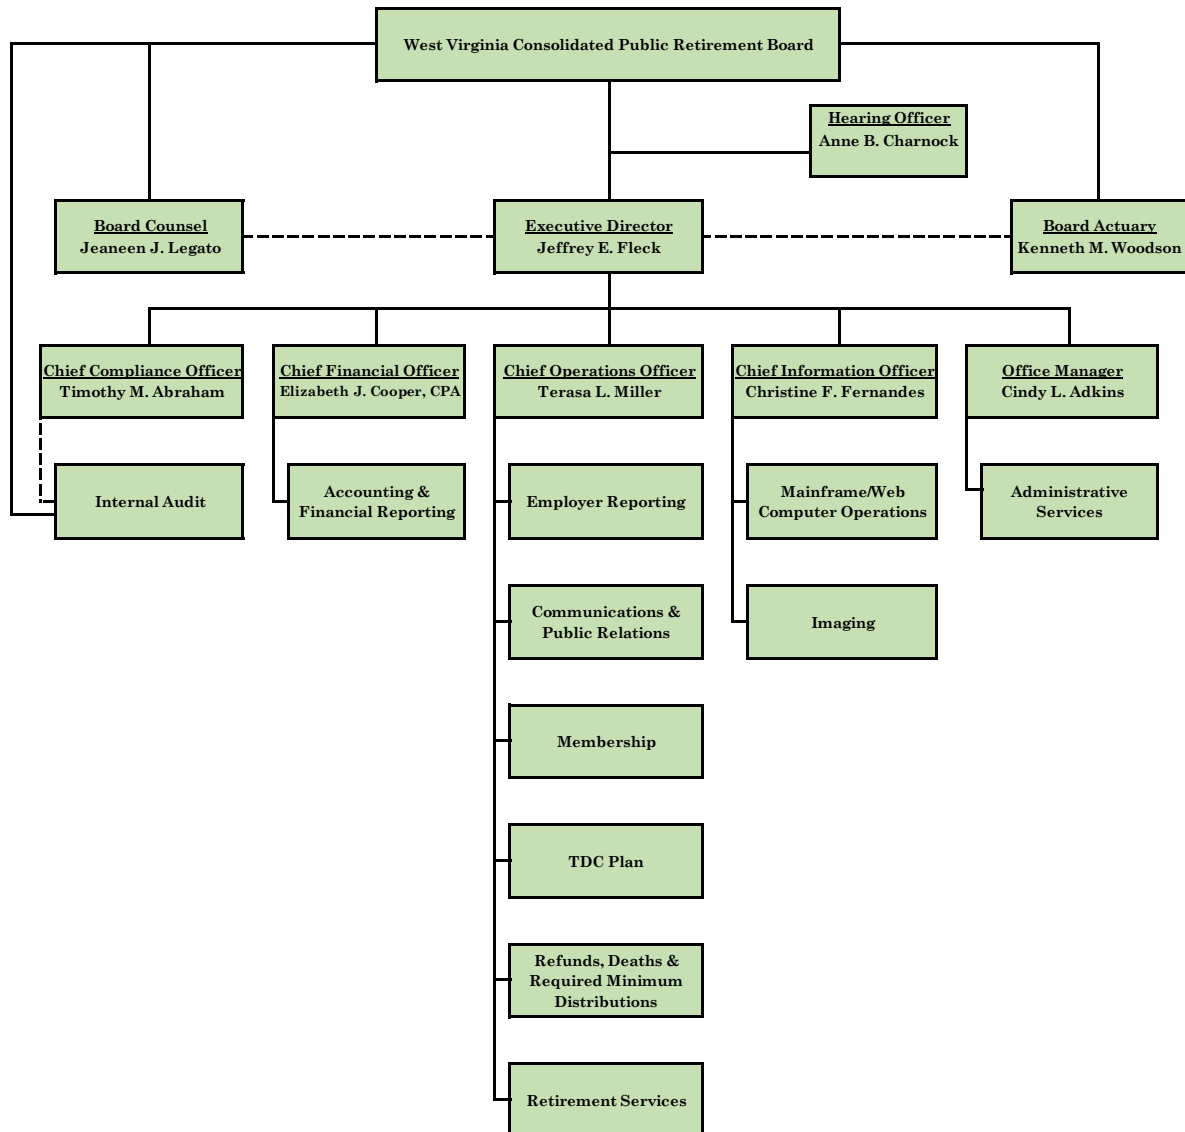 West Virginia Consolidated Public Retirement Board
Hearing Officer
Anne B. Charnock
Board Counsel
Jeaneen J. Legato
Executive Director
Jeffrey E. Fleck
Board Actuary
Kenneth M. Woodson
Chief Compliance Officer
Timothy M. Abraham
Chief Financial Officer
Elizabeth J. Cooper, CPA
Chief Operations Officer
Terasa L. Miller
Chief Information Officer
Christine F. Fernandes
Office Manager
Cindy L. Adkins
Internal Audit
Accounting &
Financial Reporting
Employer Reporting
Mainframe/Web
Computer Operations
Administrative
Services
Communications &
Public Relations
Imaging
Membership
TDC Plan
Refunds, Deaths &
Required Minimum
Distributions
Retirement Services